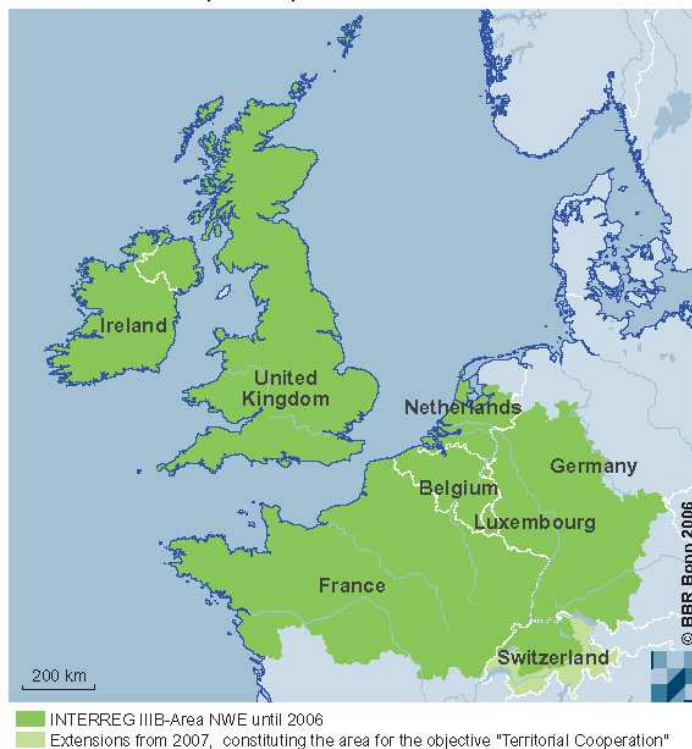 Ireland
United
Kingdom
Netherlands
Germany
Belgium
Luxembourg
France
Switzerland
200 km
© BBR Bonn 2006
INTERREG IIIB-Area NWE until 2006
Extensions from 2007, constituting the area for the objective "Territorial Cooperation"